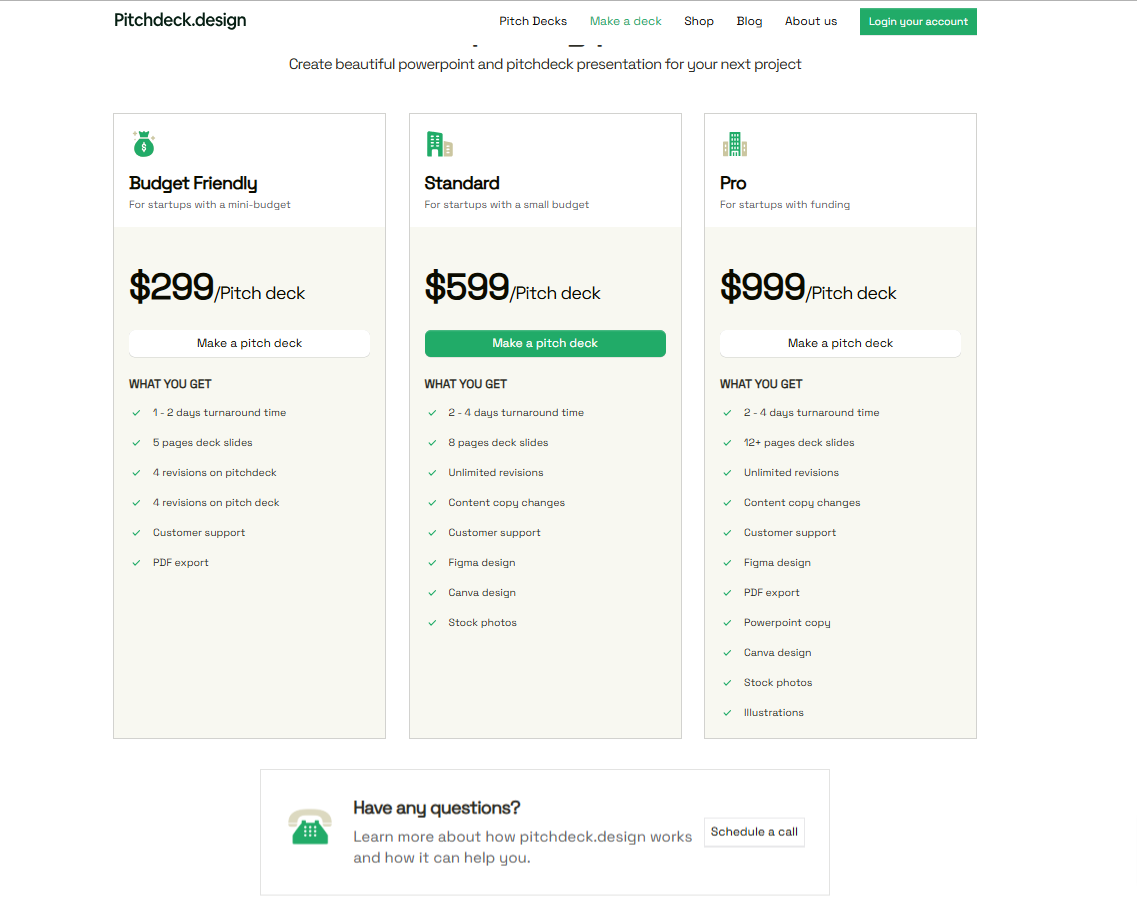 Pitchdeck.design
Pitch Decks
Make a deck
Shop
Blog
About us
Login your account
Create beautiful powerpoint and pitchdeck presentation for your next project
Budget Friendly
For startups with a mini-budget
$299/Pitch deck
Make a pitch deck
WHAT YOU GET
1 - 2 days turnaround time
5 pages deck slides
4 revisions on pitchdeck
4 revisions on pitch deck
Customer support
PDF export
Standard
For startups with a small budget
$599/Pitch deck
Make a pitch deck
WHAT YOU GET
2 - 4 days turnaround time
8 pages deck slides
Unlimited revisions
Content copy changes
Customer support
Figma design
Canva design
Stock photos
Pro
For startups with funding
$999/Pitch deck
Make a pitch deck
WHAT YOU GET
2 - 4 days turnaround time
12+ pages deck slides
Unlimited revisions
Content copy changes
Customer support
Figma design
PDF export
Powerpoint copy
Canva design
Stock photos
Illustrations
Have any questions?
Learn more about how pitchdeck.design works
and how it can help you.
Schedule a call